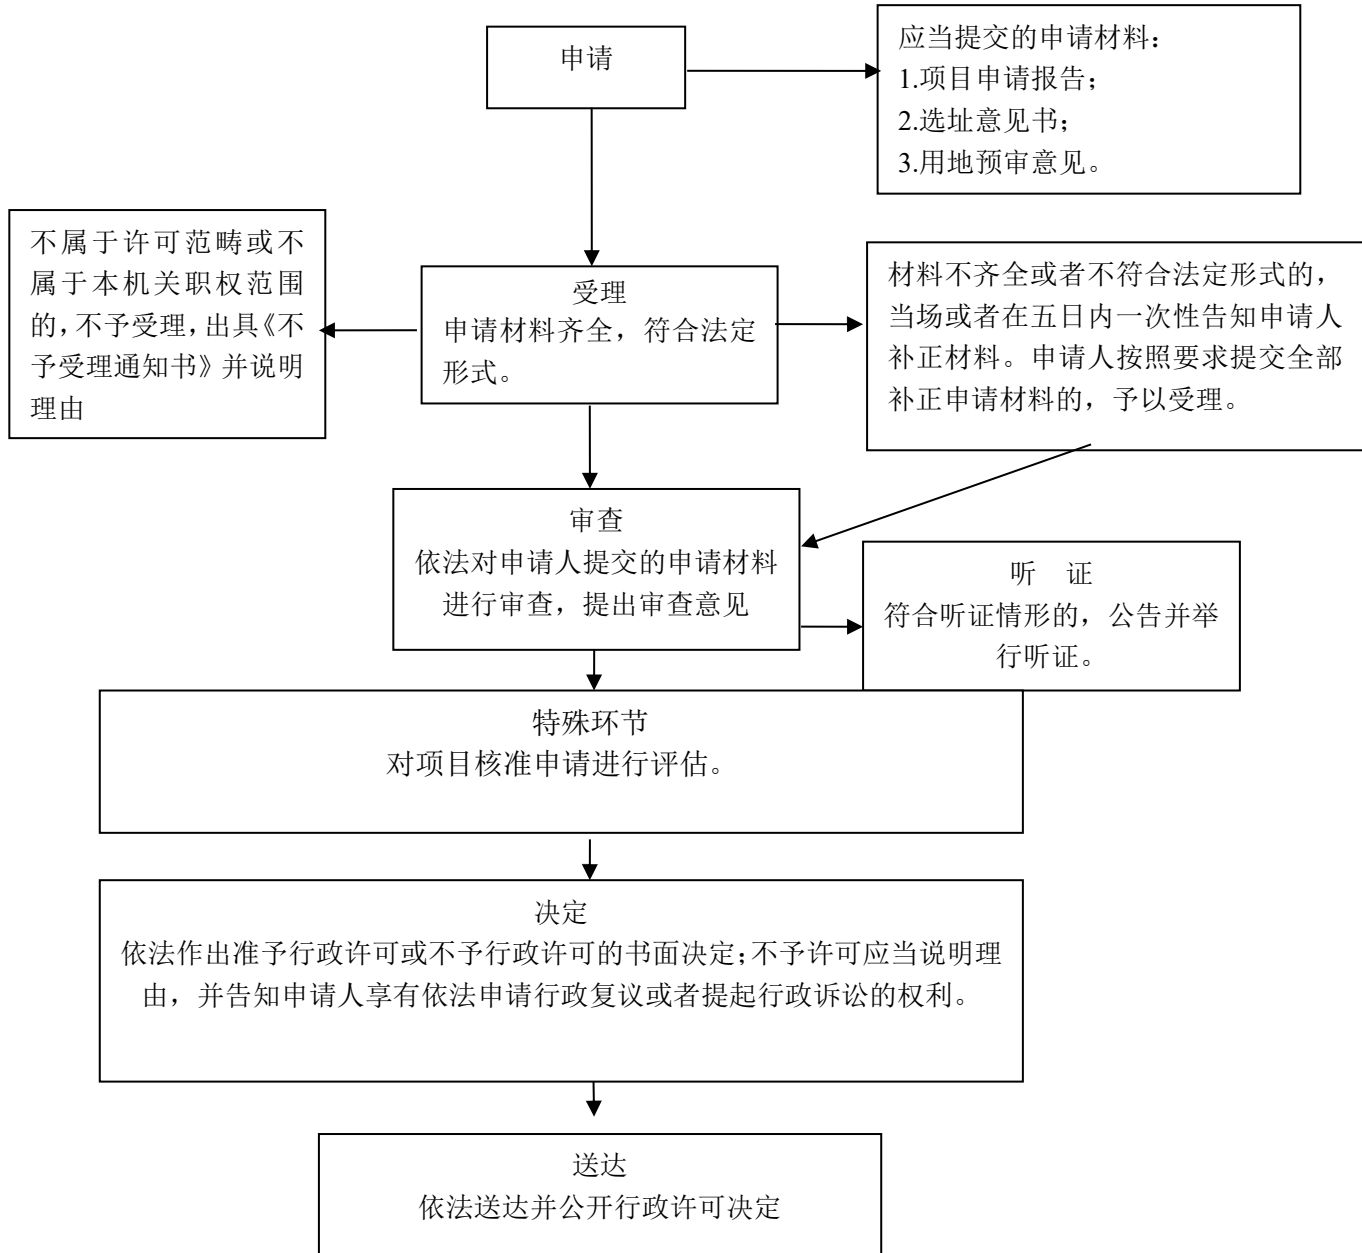 申请
应当提交的申请材料：
1.项目申请报告；
2.选址意见书；
3.用地预审意见。
不属于许可范畴或不
属于本机关职权范围
的，不予受理，出具《不
予受理通知书》并说明
理由
受理
申请材料齐全，符合法定
形式。
材料不齐全或者不符合法定形式的，
当场或者在五日内一次性告知申请人
补正材料。申请人按照要求提交全部
补正申请材料的，予以受理。
审查
依法对申请人提交的申请材料
进行审查，提出审查意见
听　证
符合听证情形的，公告并举
行听证。
特殊环节
对项目核准申请进行评估。
决定
依法作出准予行政许可或不予行政许可的书面决定；不予许可应当说明理
由，并告知申请人享有依法申请行政复议或者提起行政诉讼的权利。
送达
依法送达并公开行政许可决定